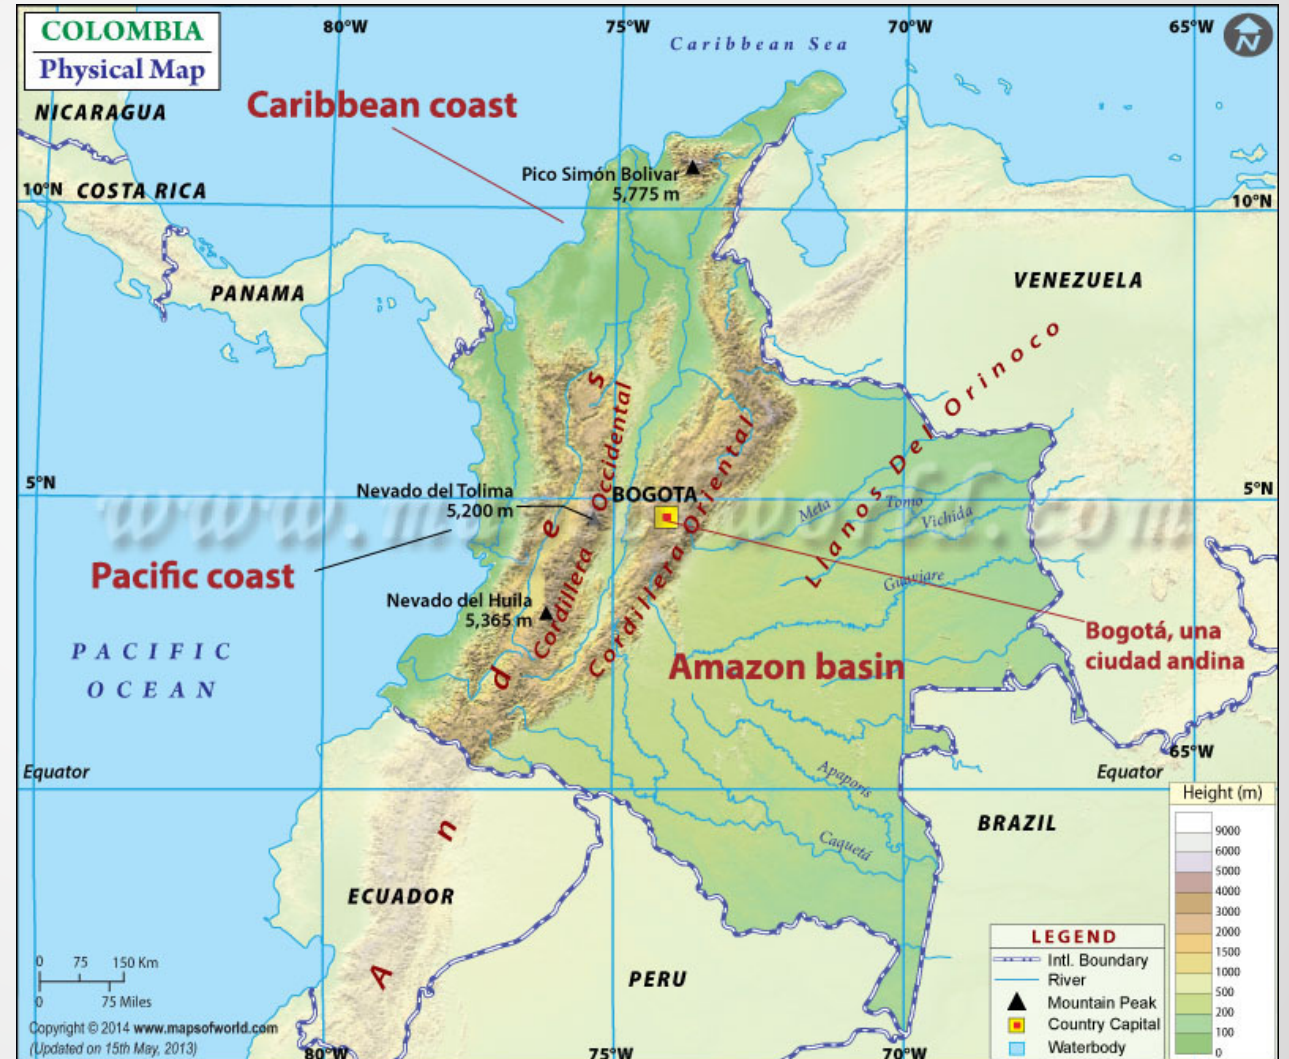 COLOMBIA
Physical Map
80°W
75°W
70°W
65°W
N
Caribbean Sea
NICARAGUA
Caribbean coast
Pico Simón Bolivar
5,775 m
10°N
COSTA RICA
10°N
PANAMA
VENEZUELA
Llanos Del Orinoco
Andes
Cordillera Occidental
Cordillera Oriental
5°N
5°N
Nevado del Tolima
5,200 m
BOGOTA
Meta
Tomo
Vichida
Guaviare
Pacific coast
Nevado del Huila
5,365 m
Bogotá, una
ciudad andina
PACIFIC
OCEAN
Amazon basin
65°W
Equator
Equator
Apaporis
Caquetá
BRAZIL
ECUADOR
PERU
Height (m)
9000
6000
5000
4000
3000
2000
1500
1000
500
200
100
0
LEGEND
Intl. Boundary
River
Mountain Peak
Country Capital
Waterbody
0 75 150 Km
0 75 Miles
Copyright © 2014 www.mapsofworld.com
(Updated on 15th May, 2013)
80°W
75°W
70°W